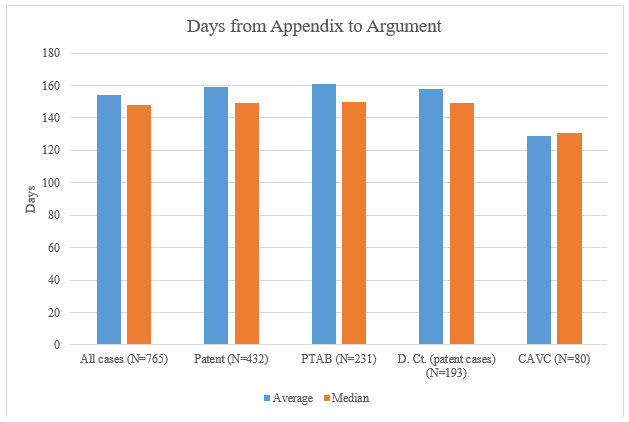 Days from Appendix to Argument
180
160
140
120
100
80
60
40
20
0
Days
All cases (N=765)
Patent (N=432)
PTAB (N=231)
D. Ct. (patent cases)
(N=193)
CAVC (N=80)
Average
Median